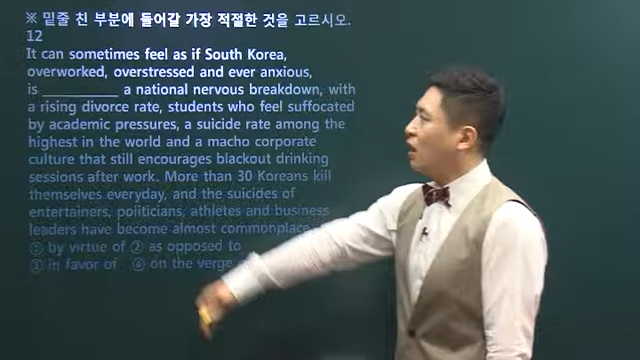 ※ 밑줄 친 부분에 들어갈 가장 적절한 것을 고르시오.
12
It can sometimes feel as if South Korea,
overworked, overstressed and ever anxious,
is __________ a national nervous breakdown, with
a rising divorce rate, students who feel suffocated
by academic pressures, a suicide rate among the
highest in the world and a macho corporate
culture that still encourages blackout drinking
sessions after work. More than 30 Koreans kill
themselves everyday, and the suicides of
entertainers, politicians, athletes and business
leaders have become almost commonplace.
① by virtue of ② as opposed to
③ in favor of ④ on the verge